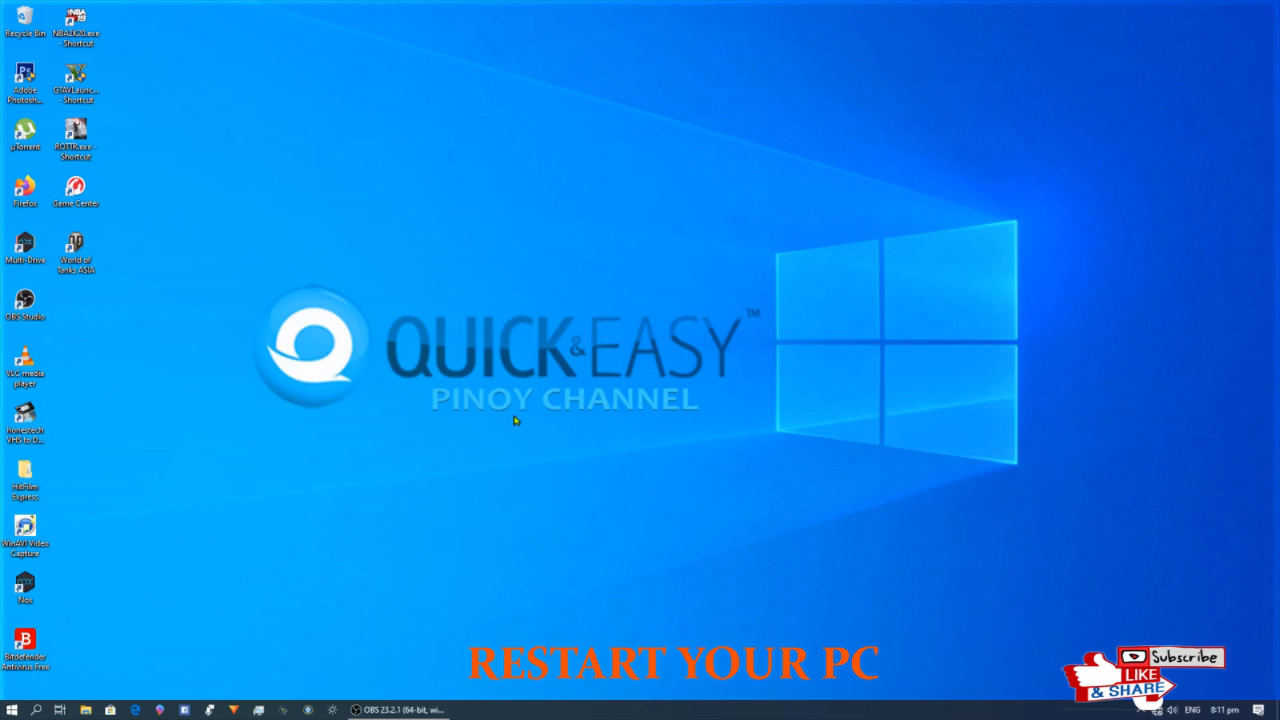 Recycle Bin
NBA2K20.exe
- Shortcut
Adobe
Photosh...
GTAVLaunc...
- Shortcut
µTorrent
ROTTR.exe -
Shortcut
Firefox
Game Center
Multi-Drive
World of
Tanks ASIA
OBS Studio
VLC media
player
honestech
VHS to D...
HitFilm
Express
WinAVI Video
Capture
Nox
Bitdefender
Antivirus Free
QUICK&EASY™
PINOY CHANNEL
RESTART YOUR PC
Subscribe
LIKE
& SHARE
OBS 23.2.1 (64-bit, wi...
ENG
8:11 pm